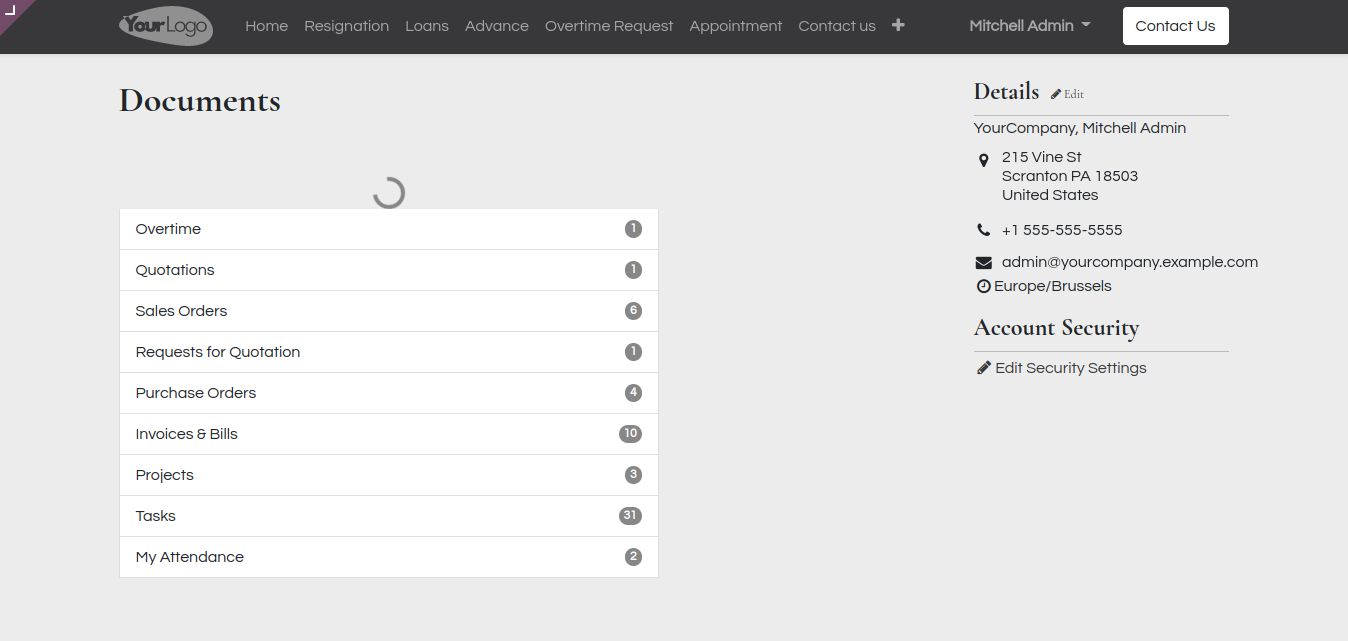 YourLogo
Home Resignation Loans Advance Overtime Request Appointment Contact us
Mitchell Admin
Contact Us
Documents
Overtime 1
Quotations 1
Sales Orders 6
Requests for Quotation 1
Purchase Orders 4
Invoices & Bills 10
Projects 3
Tasks 31
My Attendance 2
Details Edit
YourCompany, Mitchell Admin
215 Vine St
Scranton PA 18503
United States
+1 555-555-5555
admin@yourcompany.example.com
Europe/Brussels
Account Security
Edit Security Settings